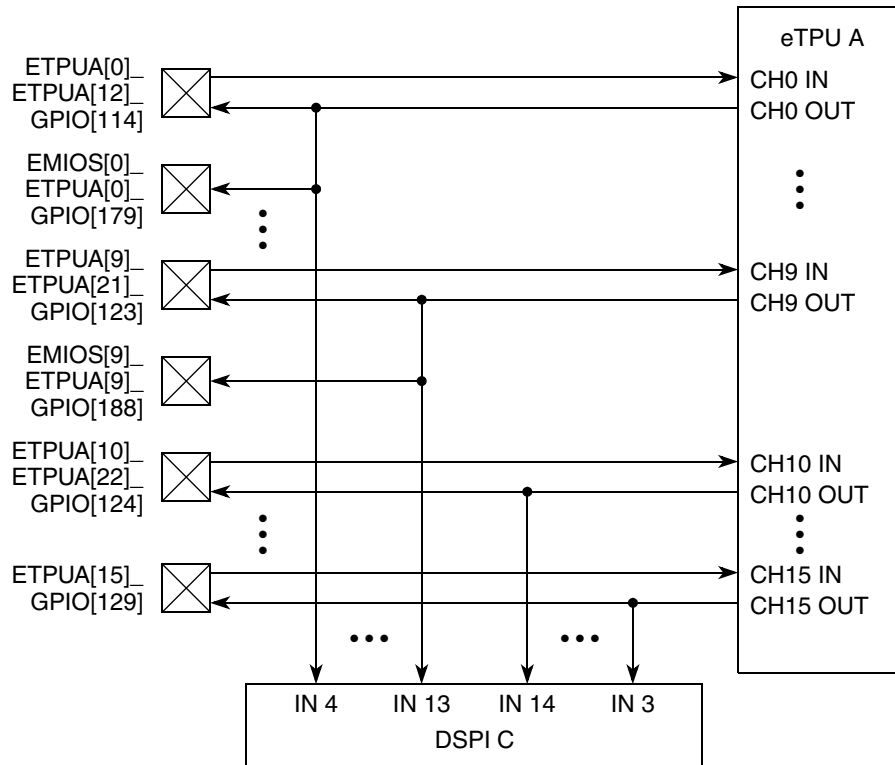 eTPU A
ETPUA[0]_
ETPUA[12]_
GPIO[114]
CH0 IN
CH0 OUT
EMIOS[0]_
ETPUA[0]_
GPIO[179]
ETPUA[9]_
ETPUA[21]_
GPIO[123]
CH9 IN
CH9 OUT
EMIOS[9]_
ETPUA[9]_
GPIO[188]
ETPUA[10]_
ETPUA[22]_
GPIO[124]
CH10 IN
CH10 OUT
ETPUA[15]_
GPIO[129]
CH15 IN
CH15 OUT
IN 4 IN 13 IN 14 IN 3
DSPI C